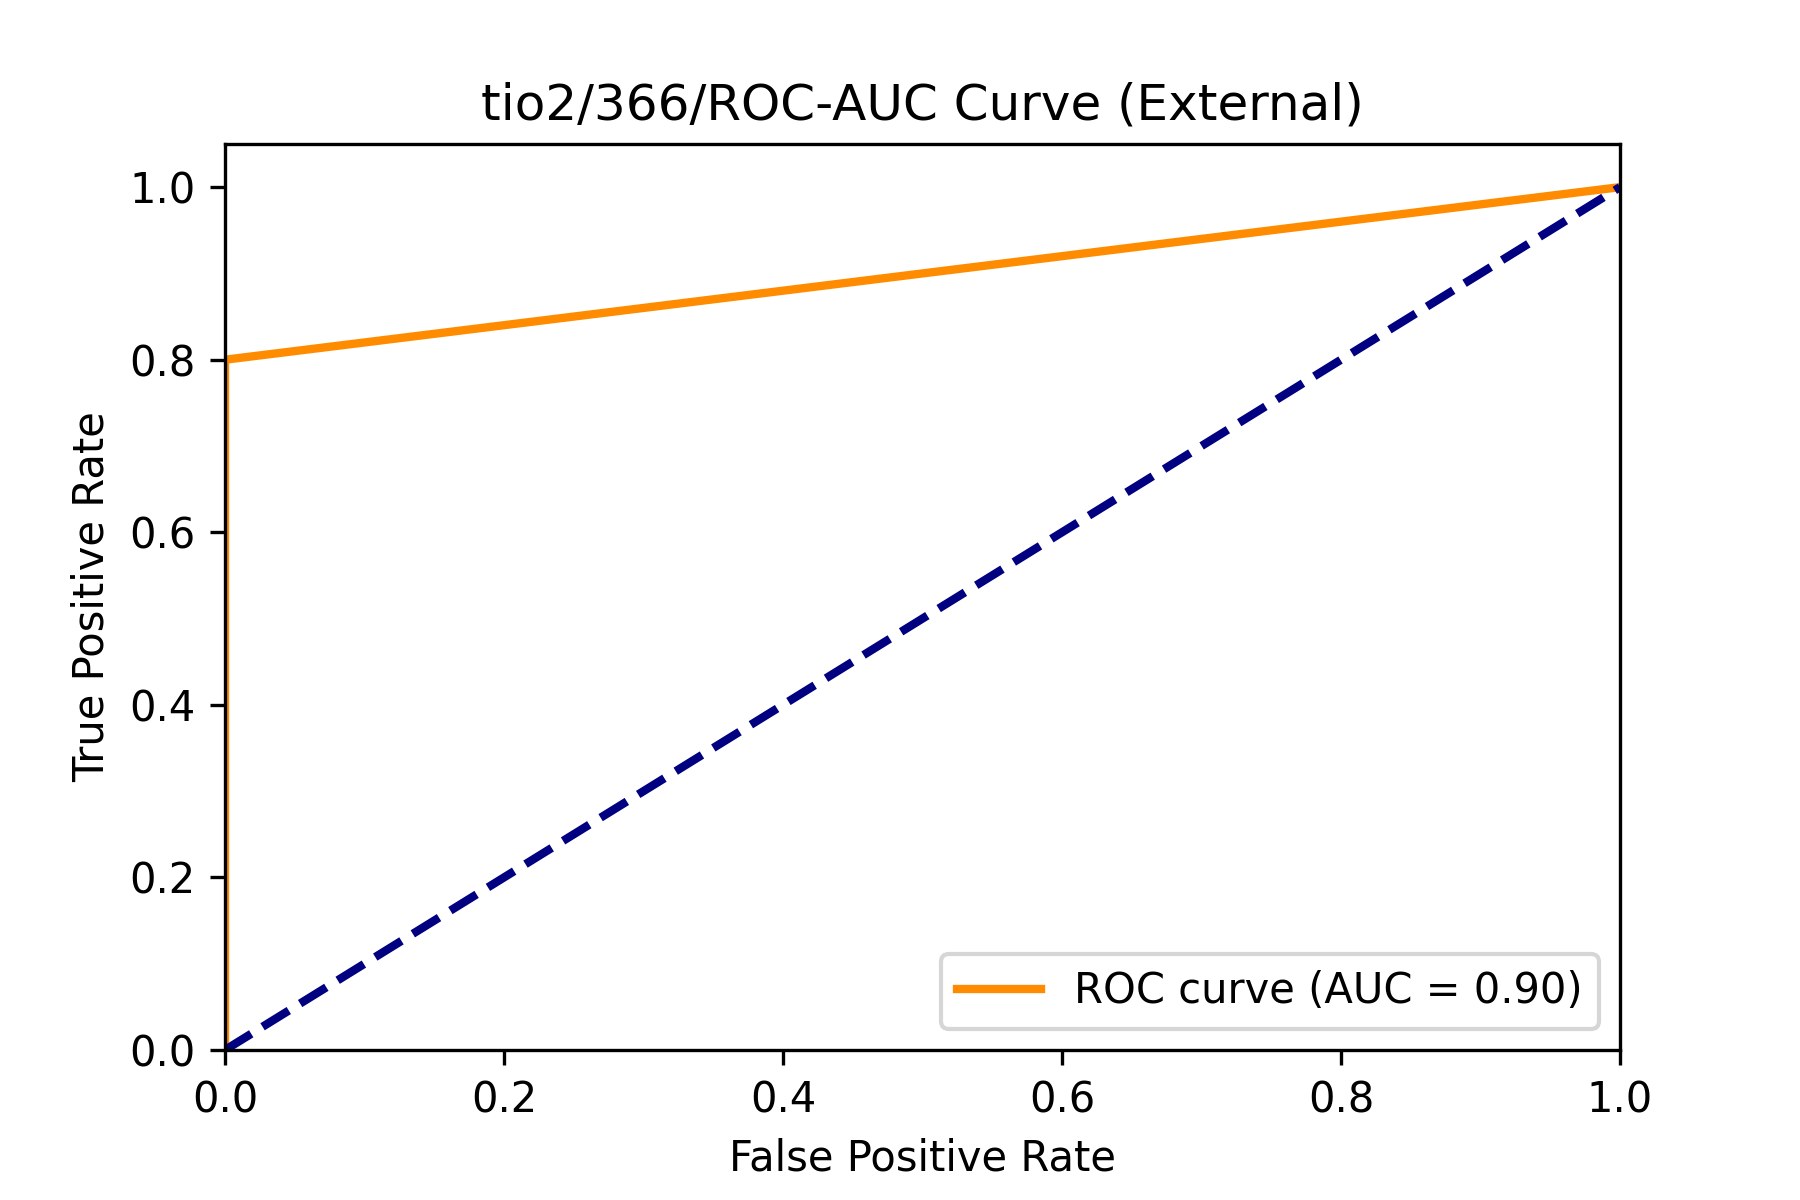 tio2/366/ROC-AUC Curve (External)
True Positive Rate
1.0
0.8
0.6
0.4
0.2
0.0
ROC curve (AUC = 0.90)
0.0 0.2 0.4 0.6 0.8 1.0
False Positive Rate